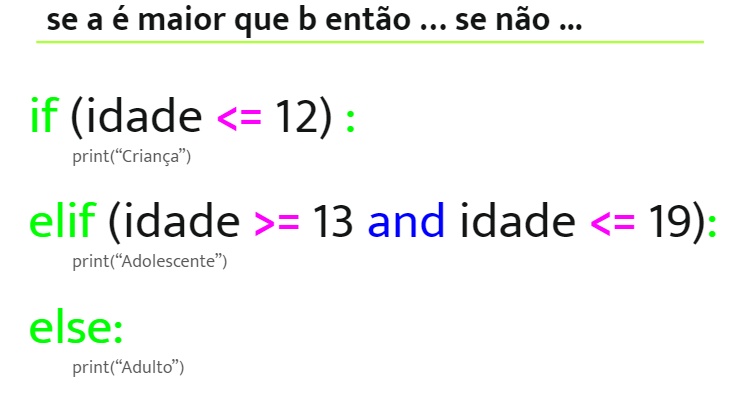 se a é maior que b então ... se não ...
if (idade <= 12) :
print(“Criança”)
elif (idade >= 13 and idade <= 19):
print(“Adolescente”)
else:
print(“Adulto”)